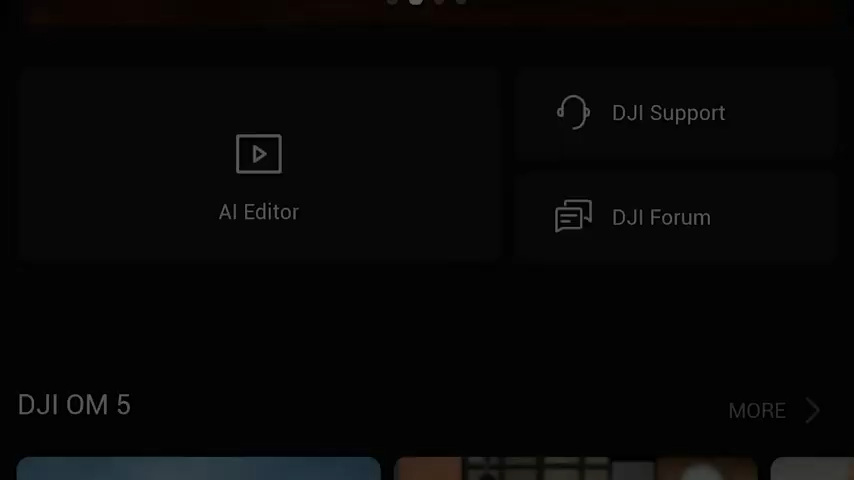 AI Editor
DJI Support
DJI Forum
DJI OM 5
MORE